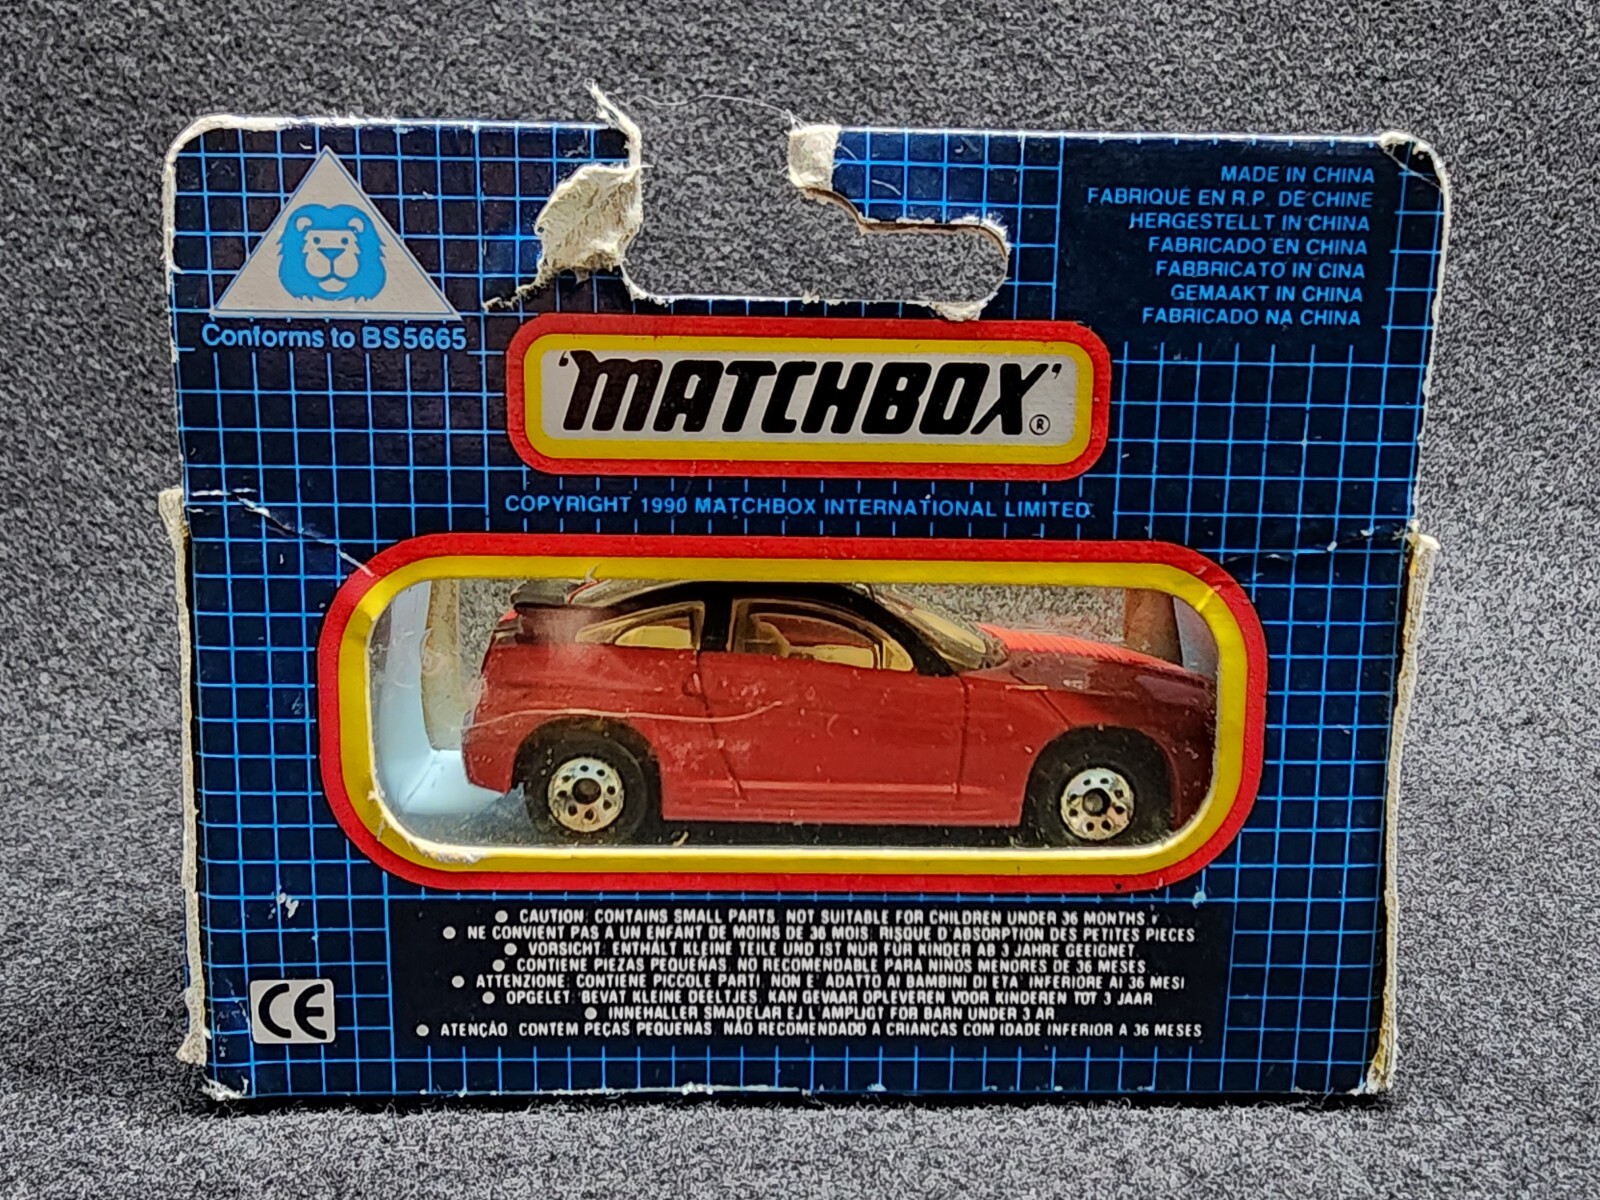 MADE IN CHINA
FABRIQUÉ EN R.P. DE CHINE
HERGESTELLT IN CHINA
FABRICADO EN CHINA
FABBRICATO IN CINA
GEMAAKT IN CHINA
FABRICADO NA CHINA
Conforms to BS5665
'MATCHBOX'®
COPYRIGHT 1990 MATCHBOX INTERNATIONAL LIMITED.
● CAUTION: CONTAINS SMALL PARTS. NOT SUITABLE FOR CHILDREN UNDER 36 MONTHS.
● NE CONVIENT PAS A UN ENFANT DE MOINS DE 36 MOIS: RISQUE D'ABSORPTION DES PETITES PIECES.
● VORSICHT: ENTHÄLT KLEINE TEILE UND IST NUR FÜR KINDER AB 3 JAHRE GEEIGNET.
● CONTIENE PIEZAS PEQUEÑAS. NO RECOMENDABLE PARA NIÑOS MENORES DE 36 MESES.
● ATTENZIONE: CONTIENE PICCOLE PARTI. NON E' ADATTO AI BAMBINI DI ETA' INFERIORE AI 36 MESI
● OPGELET: BEVAT KLEINE DEELTJES. KAN GEVAAR OPLEVEREN VOOR KINDEREN TOT 3 JAAR.
● INNEHALLER SMADELAR EJ L'AMPLIGT FOR BARN UNDER 3 AR
● ATENÇÃO: CONTÉM PEÇAS PEQUENAS. NÃO RECOMENDADO A CRIANÇAS COM IDADE INFERIOR A 36 MESES.
CE